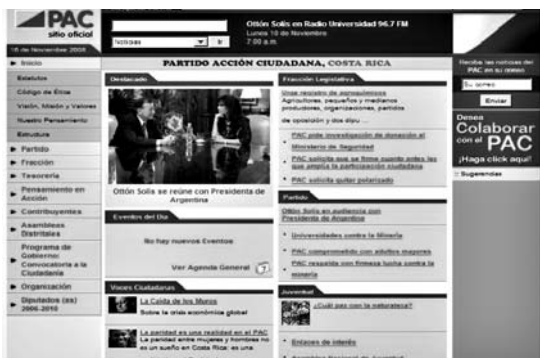 PAC
sitio oficial
16 de Noviembre 2008
Noticias
Ir
Ottón Solís en Radio Universidad 96.7 FM
Lunes 10 de Noviembre
7:00 a.m.
PARTIDO ACCIÓN CIUDADANA, COSTA RICA
Inicio
Estatutos
Código de Ética
Visión, Misión y Valores
Nuestro Pensamiento
Estructura
Partido
Fracción
Tesorería
Pensamiento en
Acción
Contribuyentes
Asambleas
Distritales
Programa de
Gobierno:
Convocatoria a la
Ciudadanía
Organización
Diputados (as)
2006-2010
Destacado
Ottón Solís se reúne con Presidenta de
Argentina
Eventos del Día
No hay nuevos Eventos
Ver Agenda General
Voces Ciudadanas
La Caída de los Muros
Sobre la crisis económica global
La paridad es una realidad en el PAC
La paridad entre mujeres y hombres no
es un sueño en Costa Rica: es una
Fracción Legislativa
Urge registro de agroquímicos
Agricultores, pequeños y medianos
productores, organizaciones, partidos
de oposición y dos dipu ...
PAC pide investigación de donación al
Ministerio de Seguridad
PAC solicita que se firme cuanto antes ley
que amplía la participación ciudadana
PAC solicita quitar polarizado
Partido
Ottón Solís en audiencia con
Presidenta de Argentina
Universidades contra la Minería
PAC comprometido con adultos mayores
PAC respalda con firmeza lucha contra la
minería
Juventud
¿Cuál paz con la naturaleza?
Enlaces de interés
Reciba las noticias del
PAC en su correo
Su correo
Enviar
Desea
Colaborar
con el PAC
¡Haga click aquí!
Sugerencias